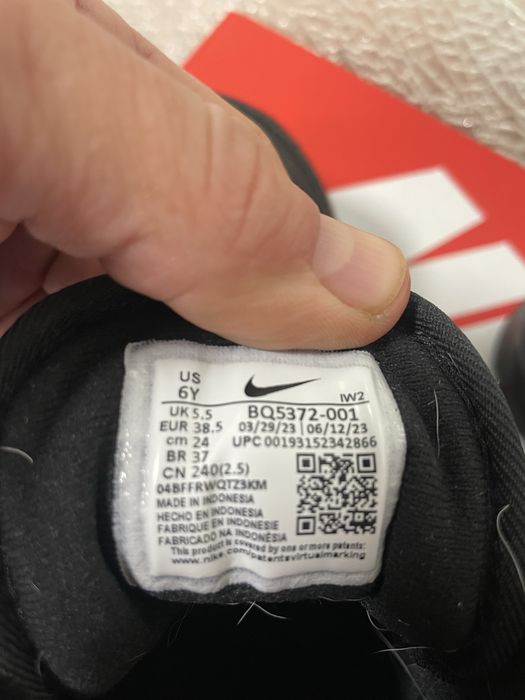 US
6Y
IW2
UK 5.5 BQ5372-001
EUR 38.5 03/29/23 | 06/12/23
cm 24 UPC 00193152342866
BR 37
CN 240(2.5)
04BFFRWQTZ3KM
MADE IN INDONESIA
HECHO EN INDONESIA
FABRIQUE EN INDONESIE
FABRICADO NA INDONÉSIA
This product is covered by one or more patents:
www.nike.com/patentsvirtualmarking